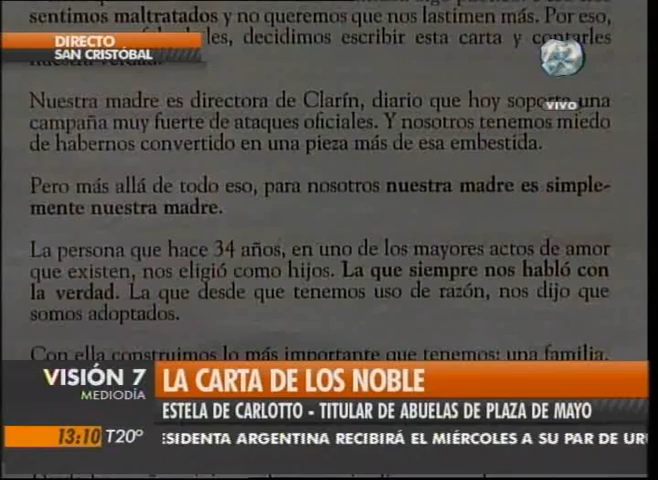 sentimos maltratados y no queremos que nos lastimen más. Por eso,
les, decidimos escribir esta carta y contarles
DIRECTO
SAN CRISTÓBAL
verdad.
VIVO
Nuestra madre es directora de Clarín, diario que hoy soporta una
campaña muy fuerte de ataques oficiales. Y nosotros tenemos miedo
de habernos convertido en una pieza más de esa embestida.
Pero más allá de todo eso, para nosotros nuestra madre es simple-
mente nuestra madre.
La persona que hace 34 años, en uno de los mayores actos de amor
que existen, nos eligió como hijos. La que siempre nos habló con
la verdad. La que desde que tenemos uso de razón, nos dijo que
somos adoptados.
Con ella construimos lo más importante que tenemos: una familia.
VISIÓN 7
MEDIODÍA
LA CARTA DE LOS NOBLE
ESTELA DE CARLOTTO - TITULAR DE ABUELAS DE PLAZA DE MAYO
13:10 T20º
ESIDENTA ARGENTINA RECIBIRÁ EL MIÉRCOLES A SU PAR DE URU